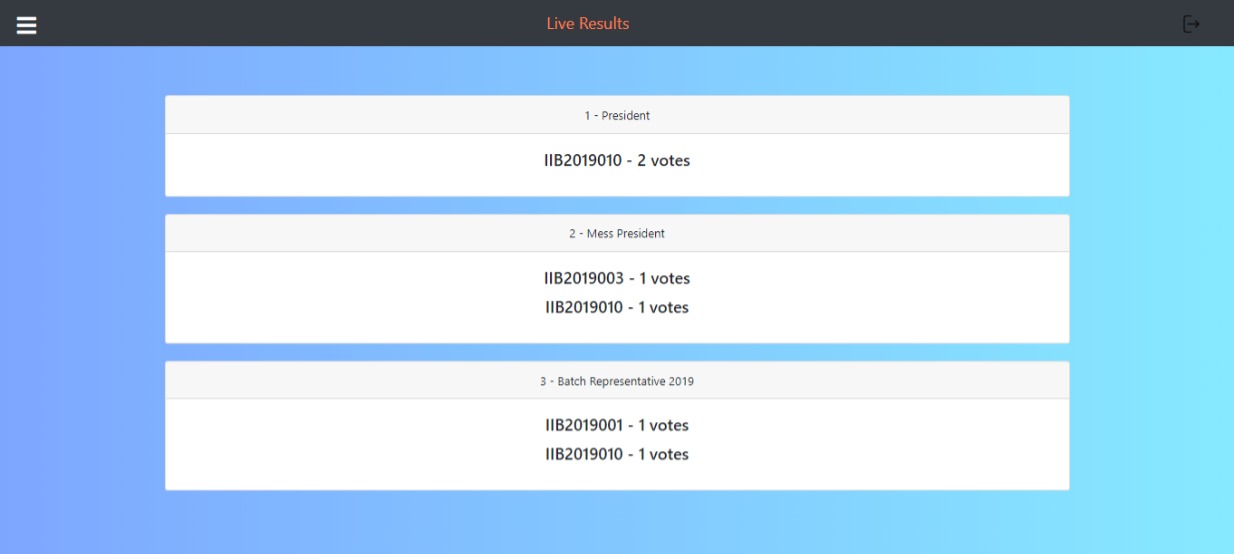 Live Results
1 - President
IIB2019010 - 2 votes
2 - Mess President
IIB2019003 - 1 votes
IIB2019010 - 1 votes
3 - Batch Representative 2019
IIB2019001 - 1 votes
IIB2019010 - 1 votes